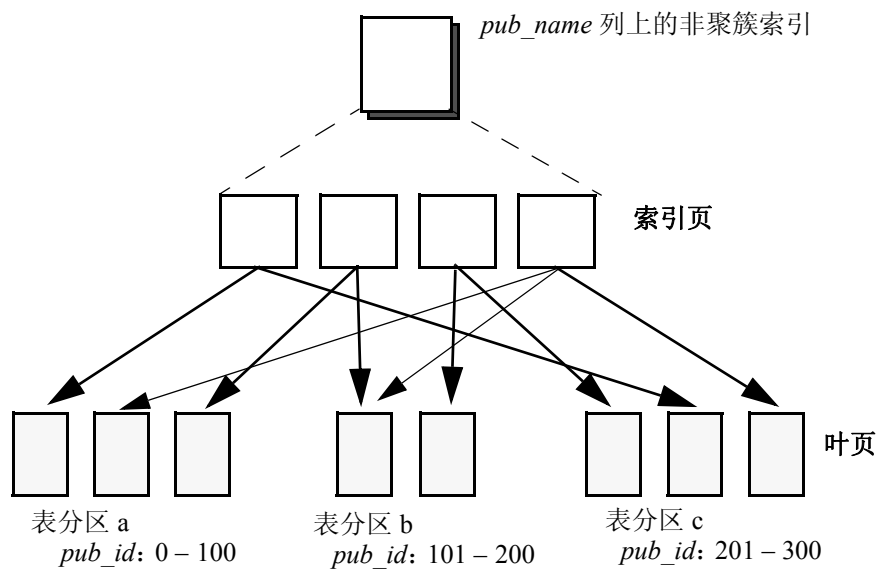 pub_name 列上的非聚簇索引
索引页
叶页
表分区 a
pub_id: 0 – 100
表分区 b
pub_id: 101 – 200
表分区 c
pub_id: 201 – 300